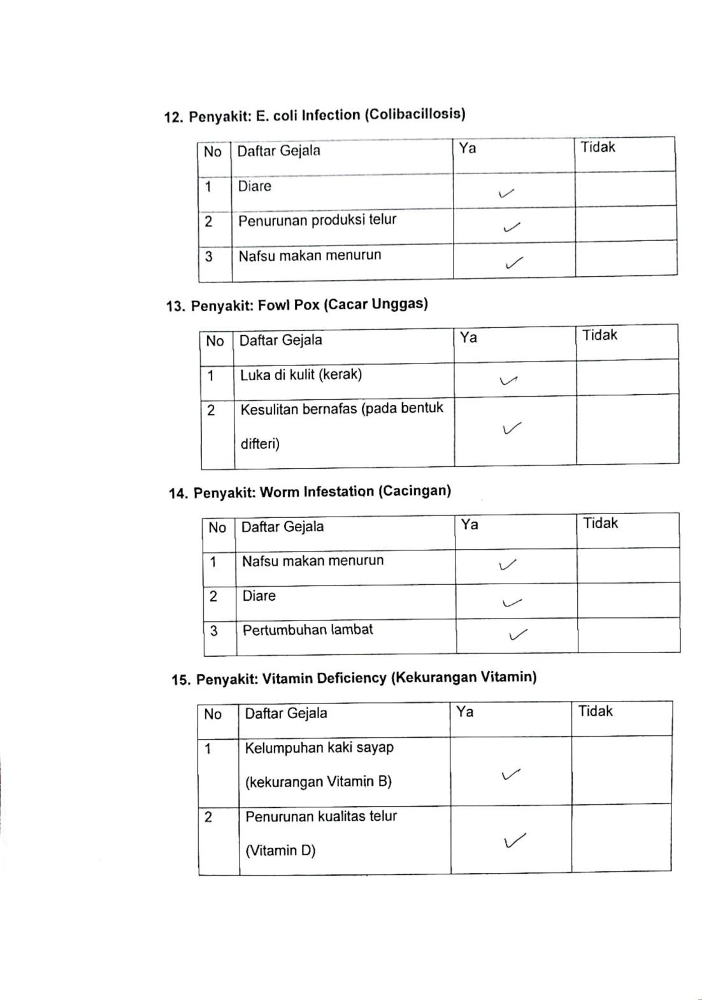 12. Penyakit: E. coli Infection (Colibacillosis)
No Daftar Gejala Ya Tidak
1 Diare ✓
2 Penurunan produksi telur ✓
3 Nafsu makan menurun ✓
13. Penyakit: Fowl Pox (Cacar Unggas)
No Daftar Gejala Ya Tidak
1 Luka di kulit (kerak) ✓
2 Kesulitan bernafas (pada bentuk ✓
difteri)
14. Penyakit: Worm Infestation (Cacingan)
No Daftar Gejala Ya Tidak
1 Nafsu makan menurun ✓
2 Diare ✓
3 Pertumbuhan lambat ✓
15. Penyakit: Vitamin Deficiency (Kekurangan Vitamin)
No Daftar Gejala Ya Tidak
1 Kelumpuhan kaki sayap ✓
(kekurangan Vitamin B)
2 Penurunan kualitas telur ✓
(Vitamin D)